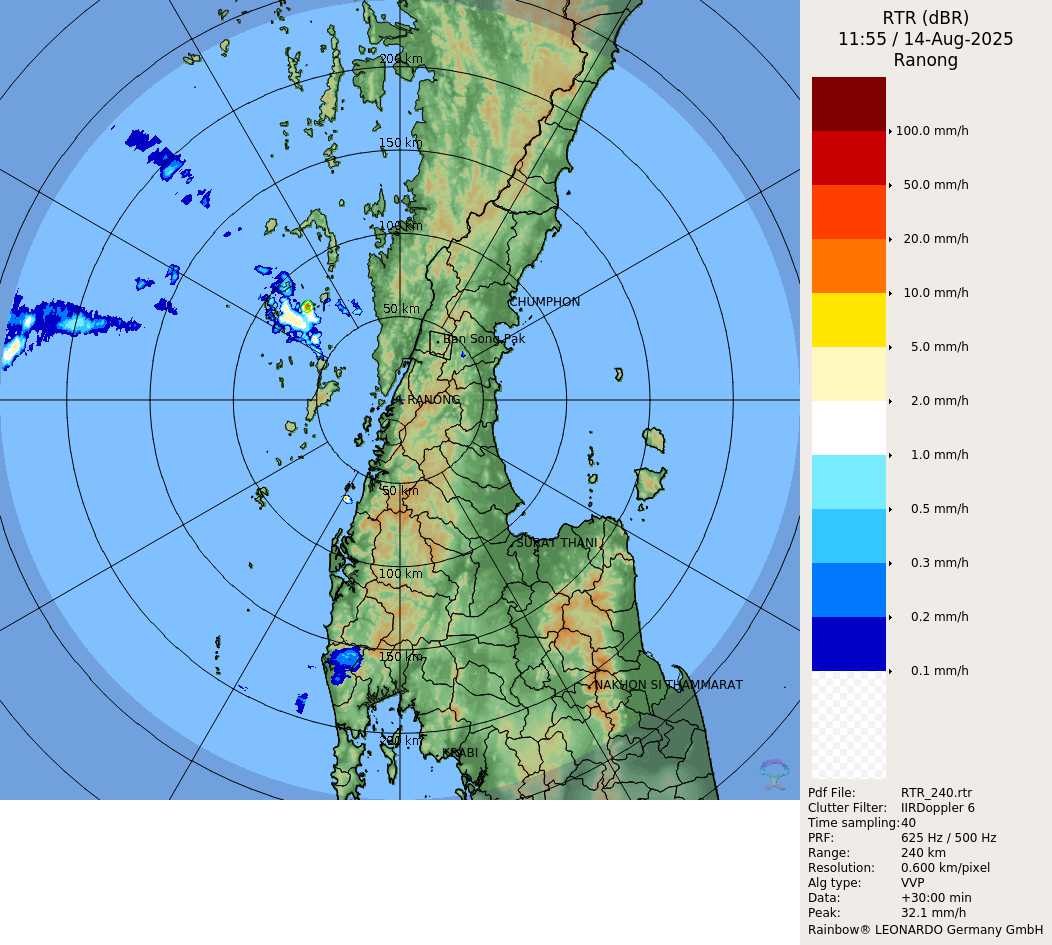 RTR (dBR)
11:55 / 14-Aug-2025
Ranong
200 km
150 km
100 km
50 km
CHUMPHON
Ban Song Pak
RANONG
50 km
SURAT THANI
100 km
150 km
NAKHON SI THAMMARAT
200 km
KRABI
100.0 mm/h
50.0 mm/h
20.0 mm/h
10.0 mm/h
5.0 mm/h
2.0 mm/h
1.0 mm/h
0.5 mm/h
0.3 mm/h
0.2 mm/h
0.1 mm/h
Pdf File: RTR_240.rtr
Clutter Filter: IIRDoppler 6
Time sampling:40
PRF: 625 Hz / 500 Hz
Range: 240 km
Resolution: 0.600 km/pixel
Alg type: VVP
Data: +30:00 min
Peak: 32.1 mm/h
Rainbow® LEONARDO Germany GmbH